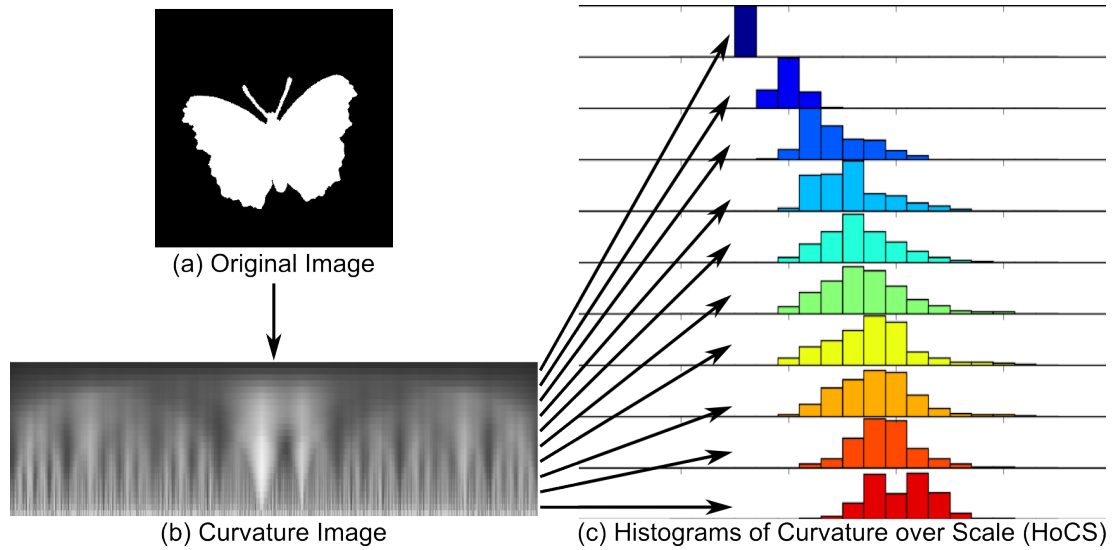 (a) Original Image
(b) Curvature Image
(c) Histograms of Curvature over Scale (HoCS)